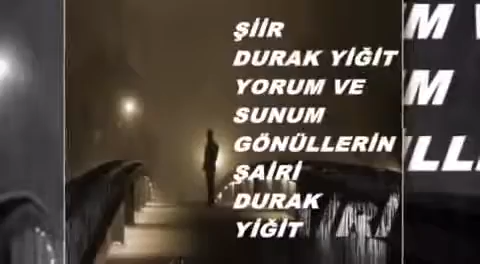 ŞİİR
DURAK YİĞİT
YORUM VE
SUNUM
GÖNÜLLERİN
ŞAİRİ
DURAK
YİĞİT